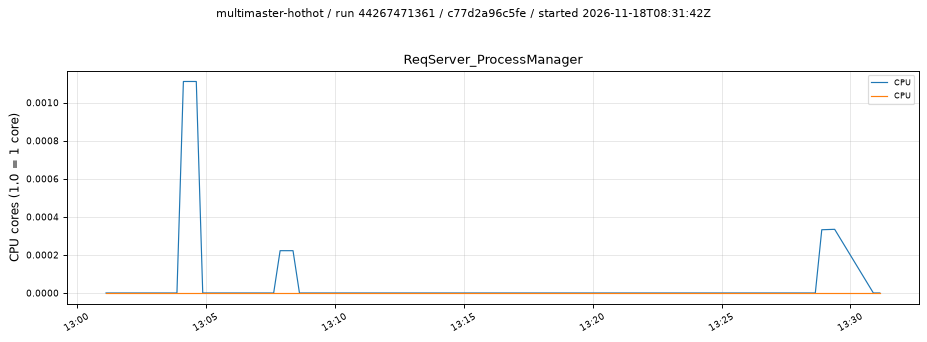 multimaster-hothot / run 44267471361 / c77d2a96c5fe / started 2026-11-18T08:31:42Z
ReqServer_ProcessManager
CPU
CPU
CPU cores (1.0 = 1 core)
0.0010
0.0008
0.0006
0.0004
0.0002
0.0000
13:00
13:05
13:10
13:15
13:20
13:25
13:30